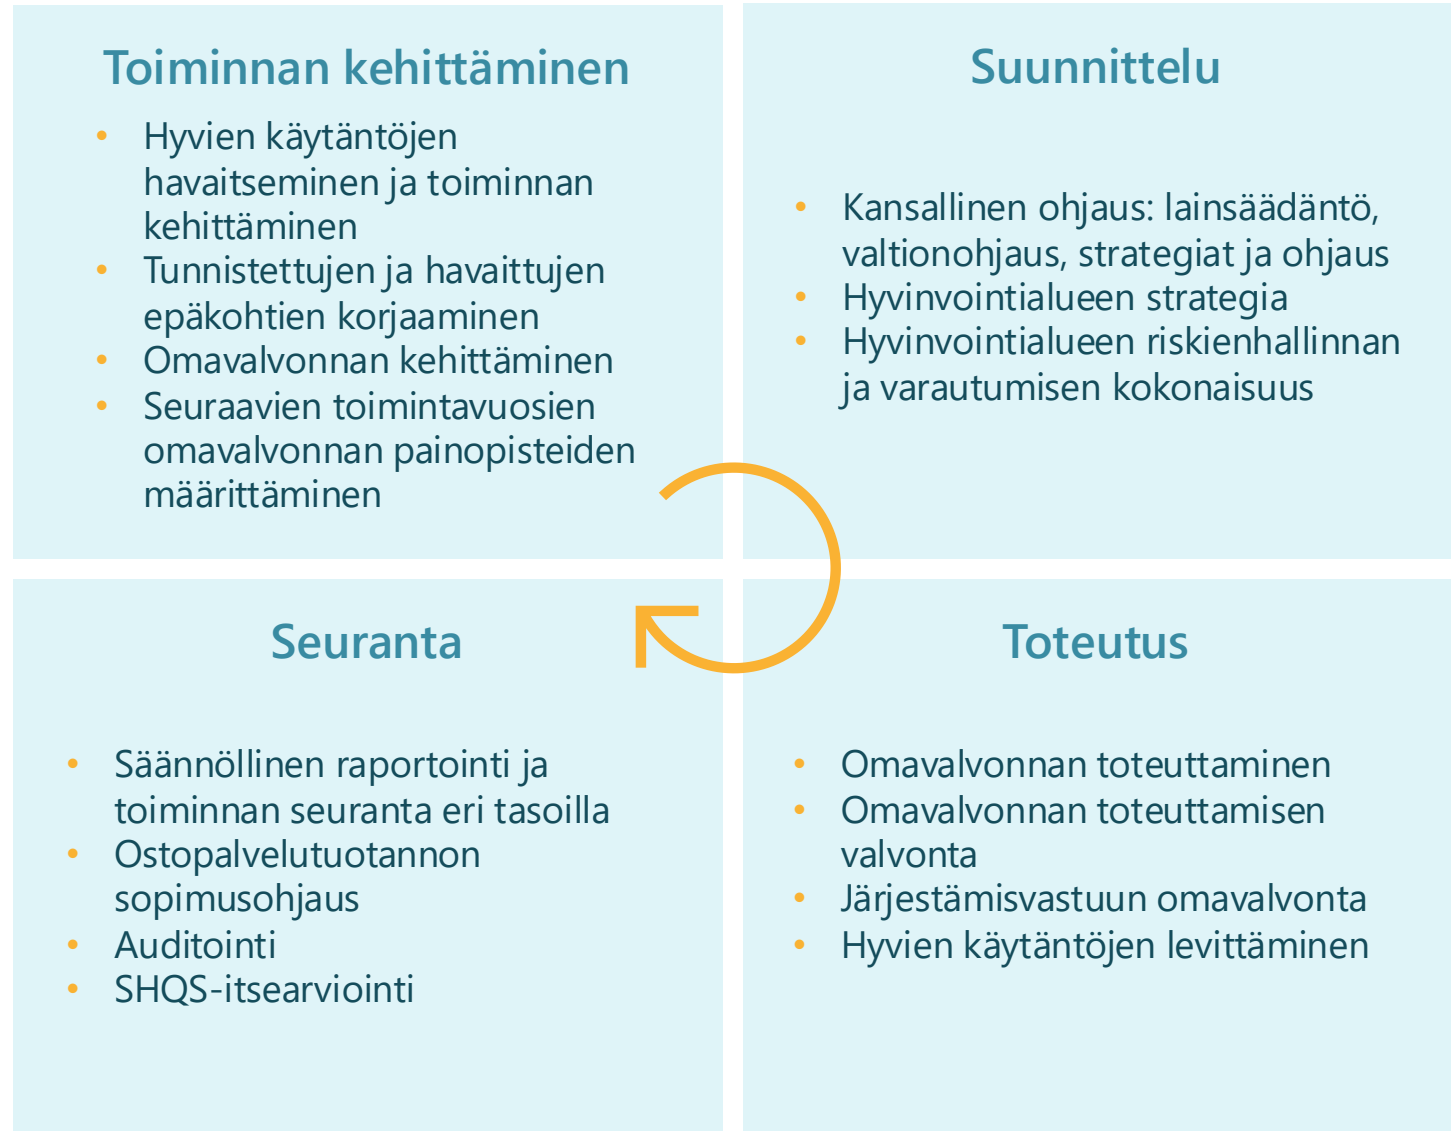 Toiminnan kehittäminen
• Hyvien käytäntöjen
havaitseminen ja toiminnan
kehittäminen
• Tunnistettujen ja havaittujen
epäkohtien korjaaminen
• Omavalvonnan kehittäminen
• Seuraavien toimintavuosien
omavalvonnan painopisteiden
määrittäminen
Suunnittelu
• Kansallinen ohjaus: lainsäädäntö,
valtionohjaus, strategiat ja ohjaus
• Hyvinvointialueen strategia
• Hyvinvointialueen riskienhallinnan
ja varautumisen kokonaisuus
Seuranta
• Säännöllinen raportointi ja
toiminnan seuranta eri tasoilla
• Ostopalvelutuotannon
sopimusohjaus
• Auditointi
• SHQS-itsearviointi
Toteutus
• Omavalvonnan toteuttaminen
• Omavalvonnan toteuttamisen
valvonta
• Järjestämisvastuun omavalvonta
• Hyvien käytäntöjen levittäminen